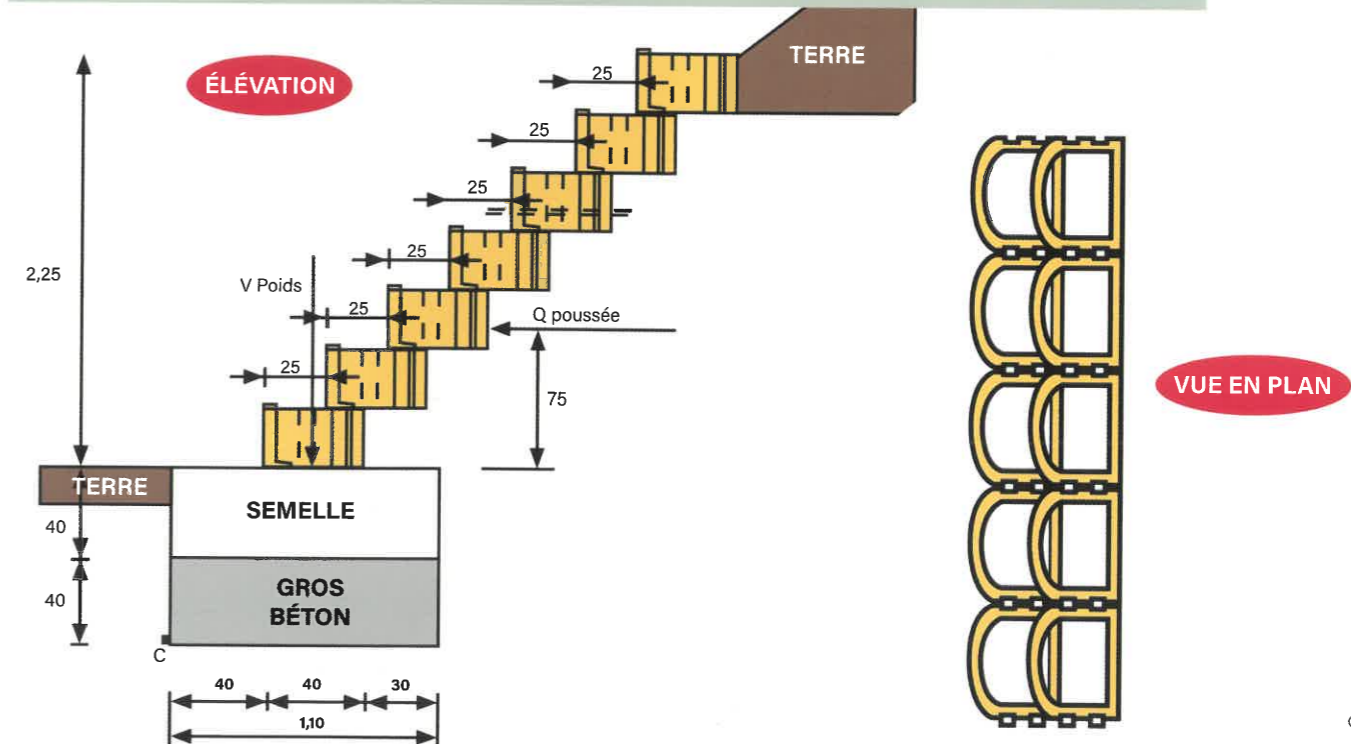 ÉLÉVATION
TERRE
25
25
25
2,25
25
V Poids
25
Q poussée
25
75
VUE EN PLAN
TERRE
SEMELLE
40
GROS
BÉTON
40
C
40 40 30
1,10